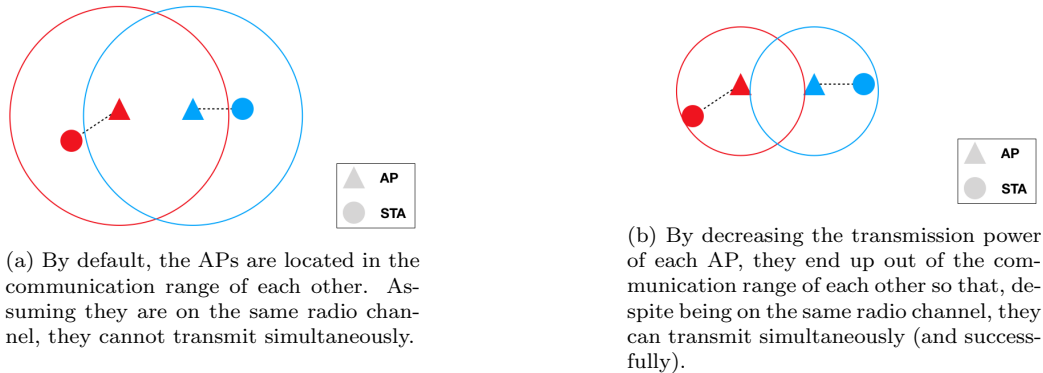 AP
STA
(a) By default, the APs are located in the
communication range of each other. As-
suming they are on the same radio chan-
nel, they cannot transmit simultaneously.
AP
STA
(b) By decreasing the transmission power
of each AP, they end up out of the com-
munication range of each other so that, de-
spite being on the same radio channel, they
can transmit simultaneously (and success-
fully).